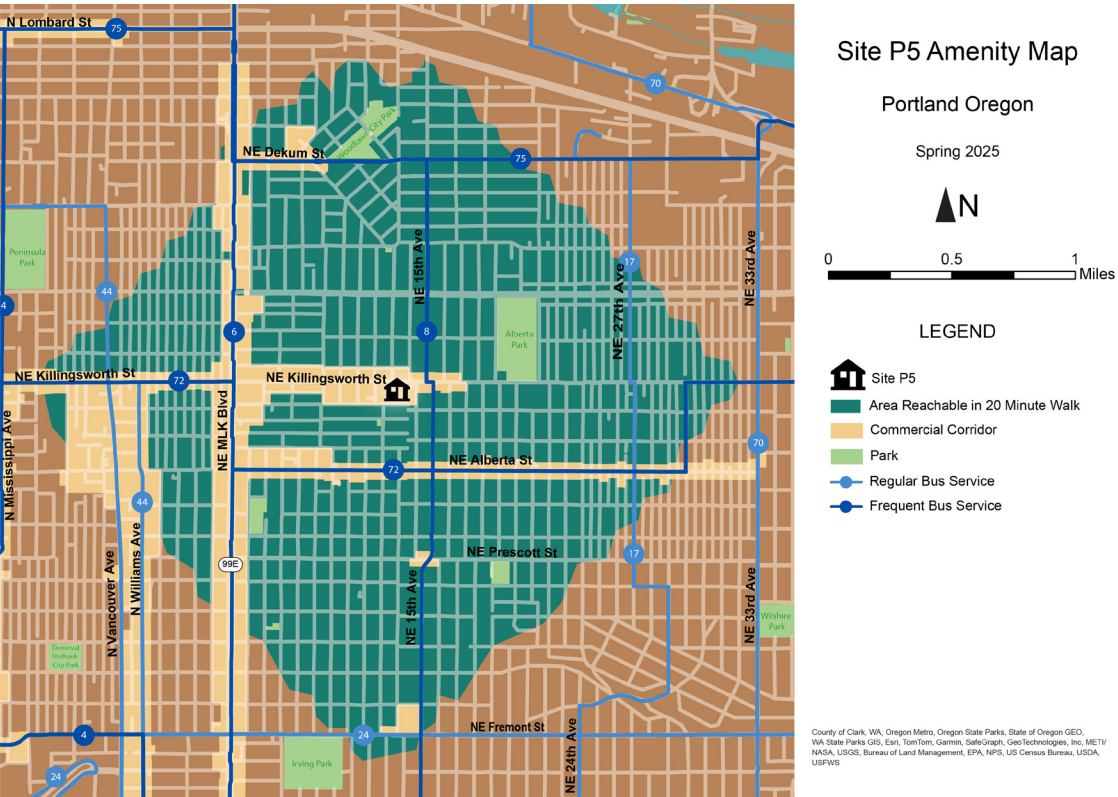 N Lombard St
75
70
Site P5 Amenity Map
Portland Oregon
Spring 2025
N
0
0.5
1
Miles
Woodlawn City Park
NE Dekum St
75
Peninsula
Park
NE 15th Ave
17
NE 27th Ave
NE 33rd Ave
44
4
6
8
Alberta
Park
LEGEND
Site P5
Area Reachable in 20 Minute Walk
Commercial Corridor
Park
Regular Bus Service
Frequent Bus Service
NE Killingsworth St
72
NE Killingsworth St
N Mississippi Ave
NE MLK Blvd
70
NE Alberta St
72
44
NE Prescott St
17
99E
N Vancouver Ave
N Williams Ave
NE 15th Ave
NE 33rd Ave
Wilshire
Park
Dimorval
Unthank
City Park
4
24
NE Fremont St
NE 24th Ave
Irving Park
24
County of Clark, WA, Oregon Metro, Oregon State Parks, State of Oregon GEO,
WA State Parks GIS, Esri, TomTom, Garmin, SafeGraph, GeoTechnologies, Inc, METI/
NASA, USGS, Bureau of Land Management, EPA, NPS, US Census Bureau, USDA,
USFWS